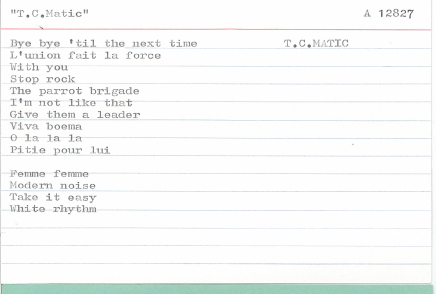 "T.C.Matic" A 12827
Bye bye 'til the next time T.C.MATIC
L'union fait la force
With you
Stop rock
The parrot brigade
I'm not like that
Give them a leader
Viva boema
O la la la
Pitie pour lui
Femme femme
Modern noise
Take it easy
White rhythm